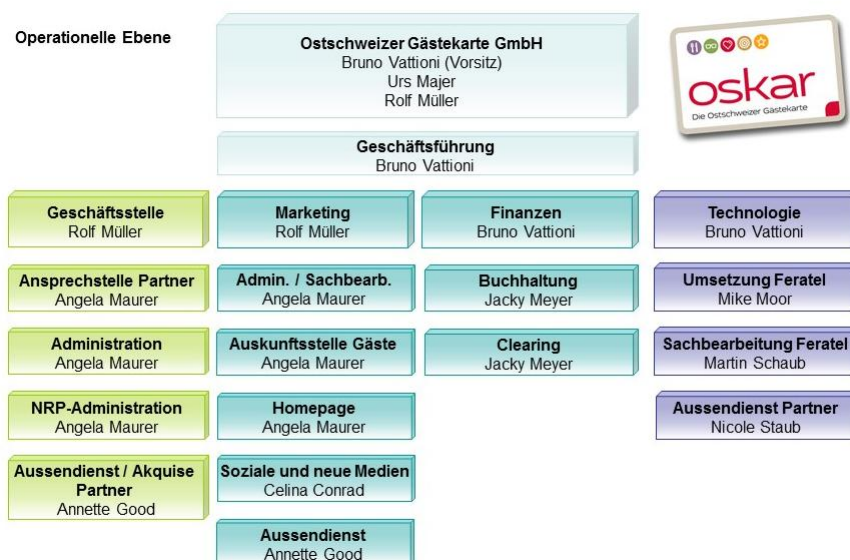 Operationelle Ebene
Ostschweizer Gästekarte GmbH
Bruno Vattioni (Vorsitz)
Urs Majer
Rolf Müller
oskar
Die Ostschweizer Gästekarte
Geschäftsführung
Bruno Vattioni
Geschäftsstelle
Rolf Müller
Ansprechstelle Partner
Angela Maurer
Administration
Angela Maurer
NRP-Administration
Angela Maurer
Aussendienst / Akquise
Partner
Annette Good
Marketing
Rolf Müller
Admin. / Sachbearb.
Angela Maurer
Auskunftsstelle Gäste
Angela Maurer
Homepage
Angela Maurer
Soziale und neue Medien
Celina Conrad
Aussendienst
Annette Good
Finanzen
Bruno Vattioni
Buchhaltung
Jacky Meyer
Clearing
Jacky Meyer
Technologie
Bruno Vattioni
Umsetzung Feratel
Mike Moor
Sachbearbeitung Feratel
Martin Schaub
Aussendienst Partner
Nicole Staub